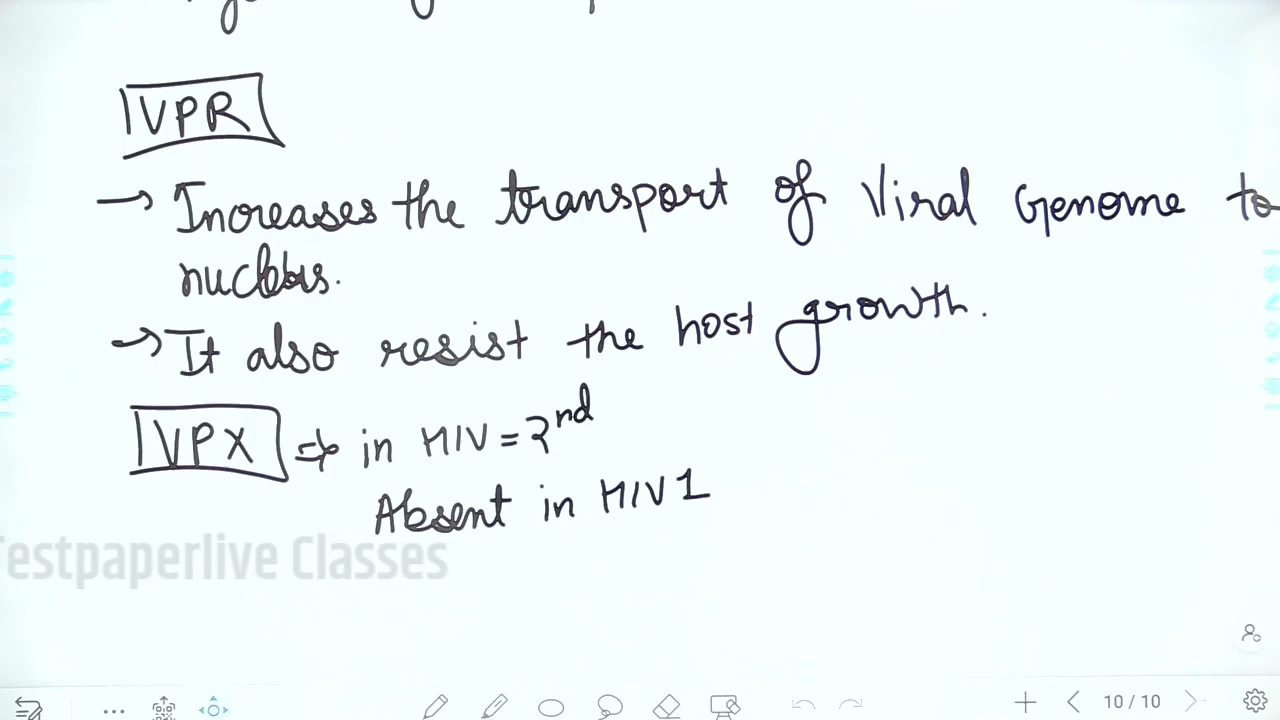 VPR
→ Increases the transport of Viral Genome to
nucleus.
→ It also resist the host growth.
VPX ⇒ in HIV = 2nd
Absent in HIV 1
Testpaperlive Classes
10 / 10